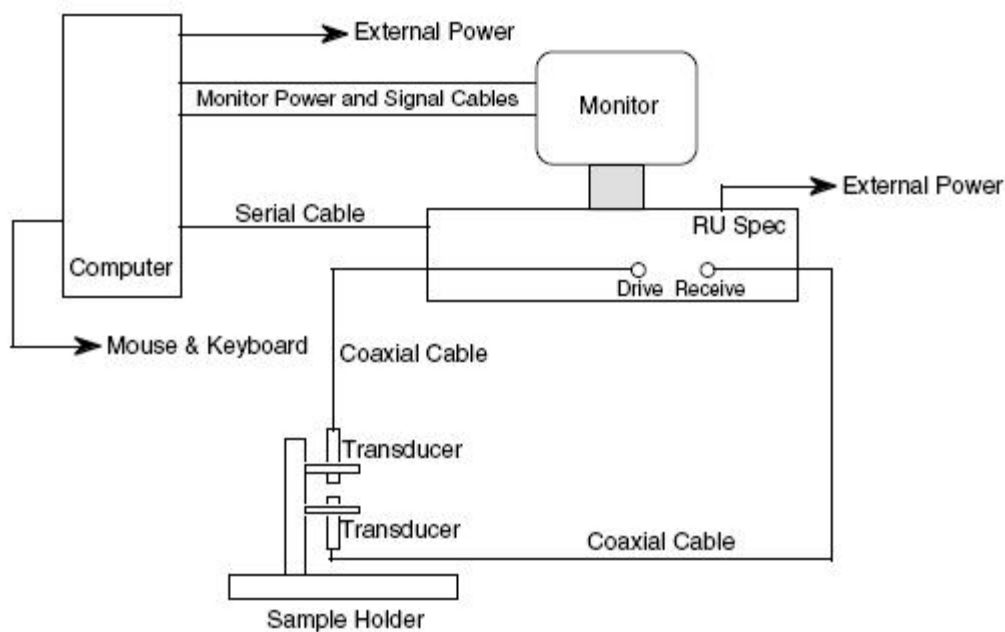 External Power
Monitor Power and Signal Cables
Monitor
External Power
Serial Cable
RU Spec
Computer
Drive
Receive
Mouse & Keyboard
Coaxial Cable
Transducer
Transducer
Coaxial Cable
Sample Holder